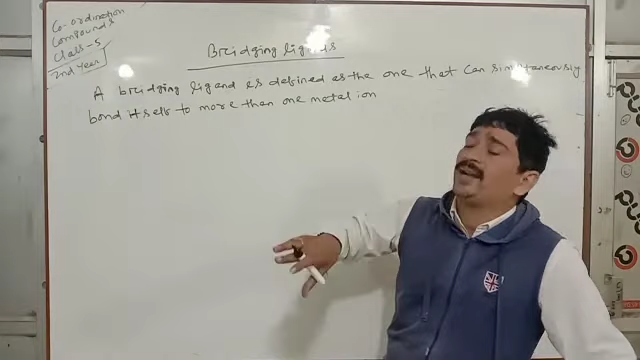 Co-ordination
Compounds
Class-5
2nd Year
Bridging ligands
A bridging ligand is defined as the one that can simultaneously
bond itself to more than one metal ion